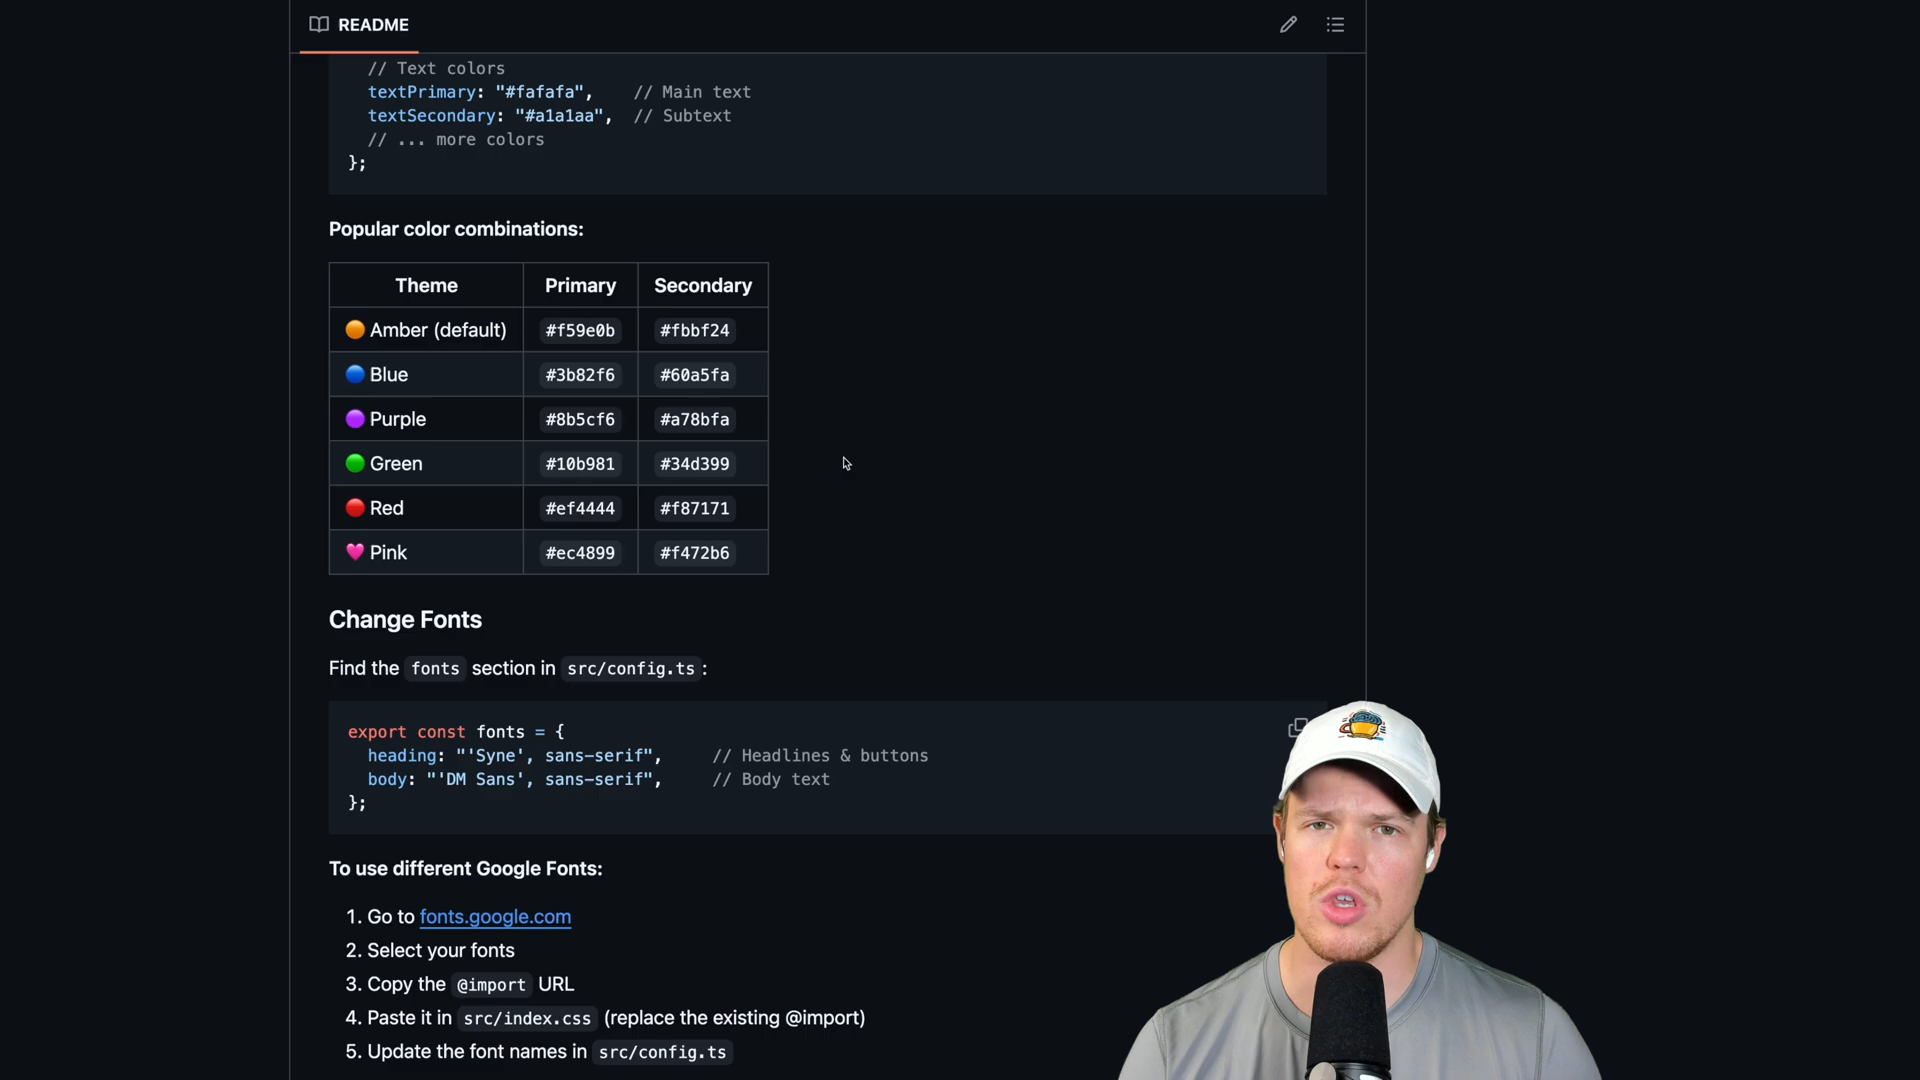 README
// Text colors
textPrimary: "#fafafa", // Main text
textSecondary: "#a1a1aa", // Subtext
// ... more colors
};
Popular color combinations:
Theme Primary Secondary
Amber (default) #f59e0b #fbbf24
Blue #3b82f6 #60a5fa
Purple #8b5cf6 #a78bfa
Green #10b981 #34d399
Red #ef4444 #f87171
Pink #ec4899 #f472b6
Change Fonts
Find the fonts section in src/config.ts:
export const fonts = {
heading: "'Syne', sans-serif", // Headlines & buttons
body: "'DM Sans', sans-serif", // Body text
};
To use different Google Fonts:
1. Go to fonts.google.com
2. Select your fonts
3. Copy the @import URL
4. Paste it in src/index.css (replace the existing @import)
5. Update the font names in src/config.ts